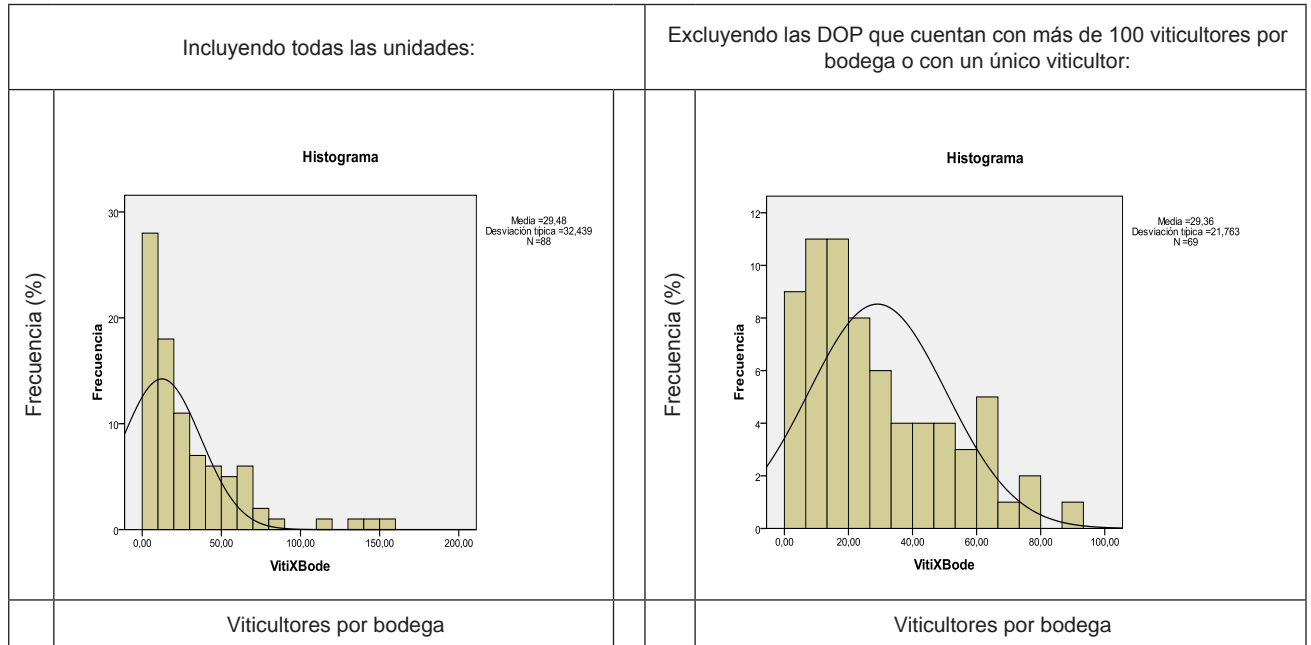 Incluyendo todas las unidades:
Excluyendo las DOP que cuentan con más de 100 viticultores por
bodega o con un único viticultor:
Frecuencia (%)
Histograma
Frecuencia
30
20
10
0
0,00
50,00
100,00
150,00
200,00
VitiXBode
Media =29,48
Desviación típica =32,439
N =88
Frecuencia (%)
Histograma
Frecuencia
12
10
8
6
4
2
0
0,00
20,00
40,00
60,00
80,00
100,00
VitiXBode
Media =29,36
Desviación típica =21,763
N =69
Viticultores por bodega
Viticultores por bodega